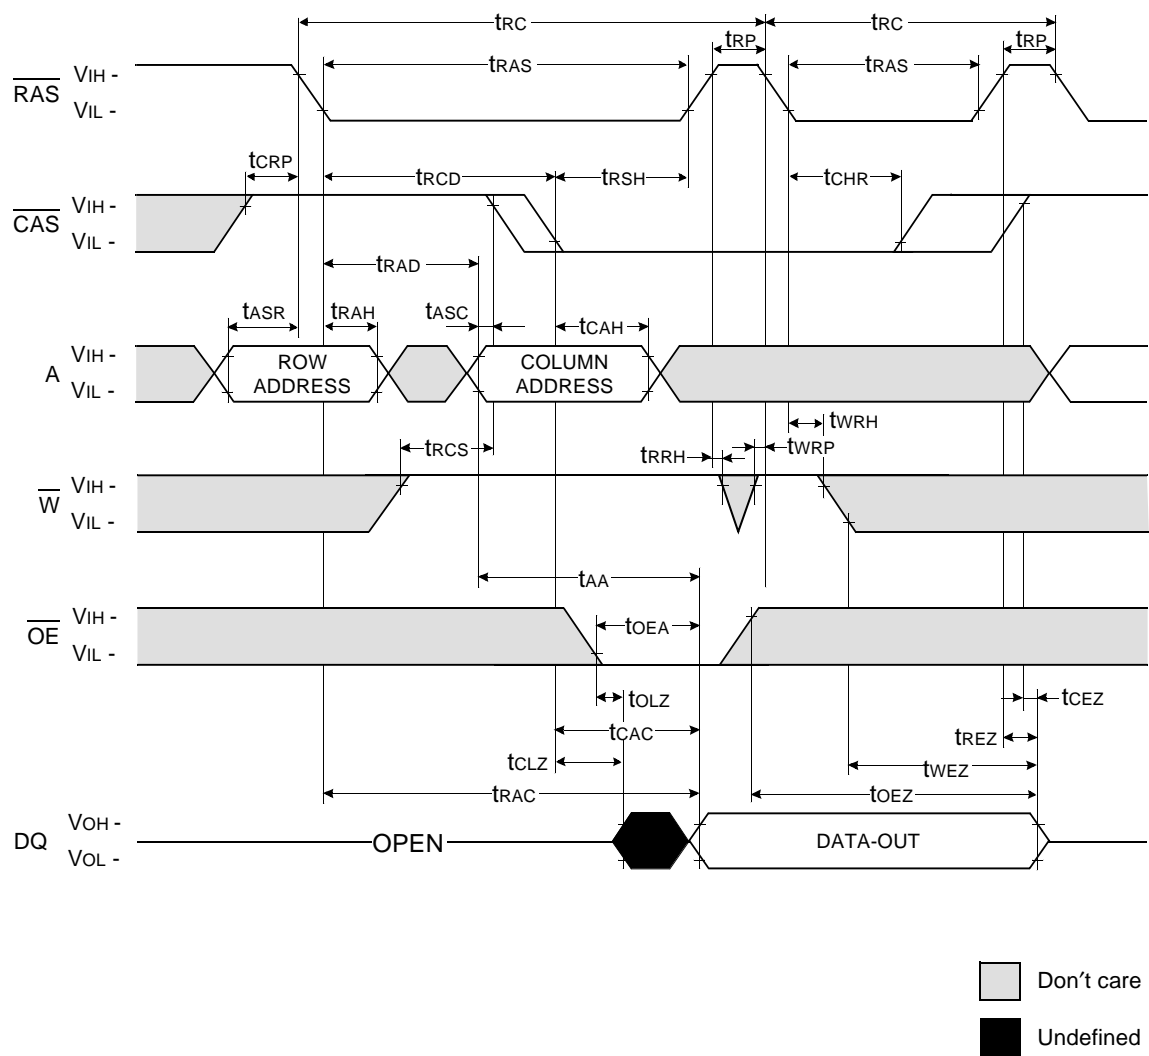 tRC tRC
tRP tRP
tRAS tRAS
RAS VIH -
VIL -
tCRP tRCD tRSH tCHR
CAS VIH -
VIL -
tRAD
tASR tRAH tASC tCAH
A VIH -
VIL -
ROW
ADDRESS
COLUMN
ADDRESS
tWRH
tRCS tRRH tWRP
W VIH -
VIL -
tAA
OE VIH -
VIL -
tOEA
tOLZ tCEZ
tCAC tREZ
tCLZ tWEZ
tRAC tOEZ
DQ VOH -
VOL -
OPEN DATA-OUT
Don't care
Undefined